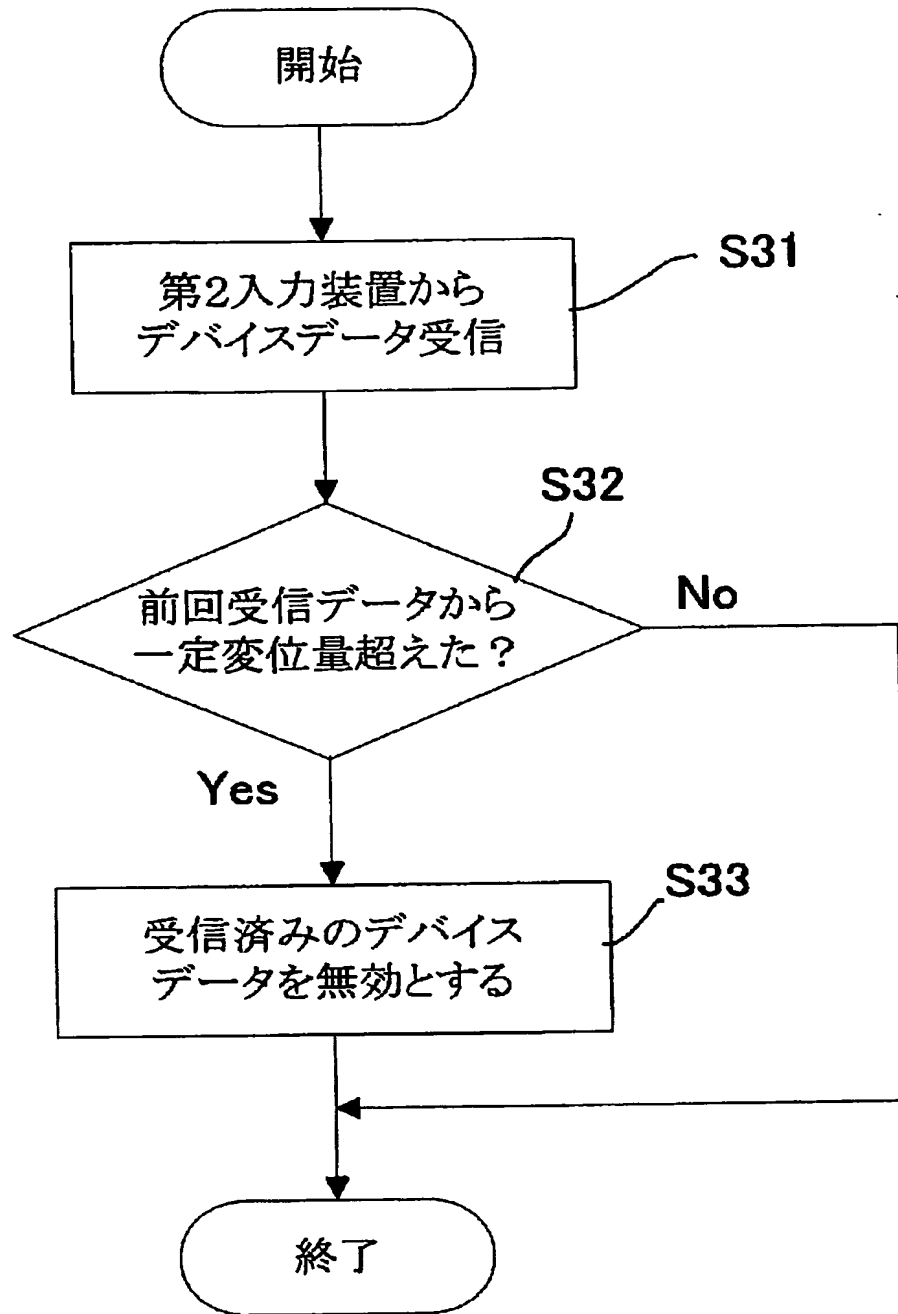 開始
S31
第2入力装置から
デバイスデータ受信
S32
前回受信データから
一定変位量超えた？
No
Yes
S33
受信済みのデバイス
データを無効とする
終了